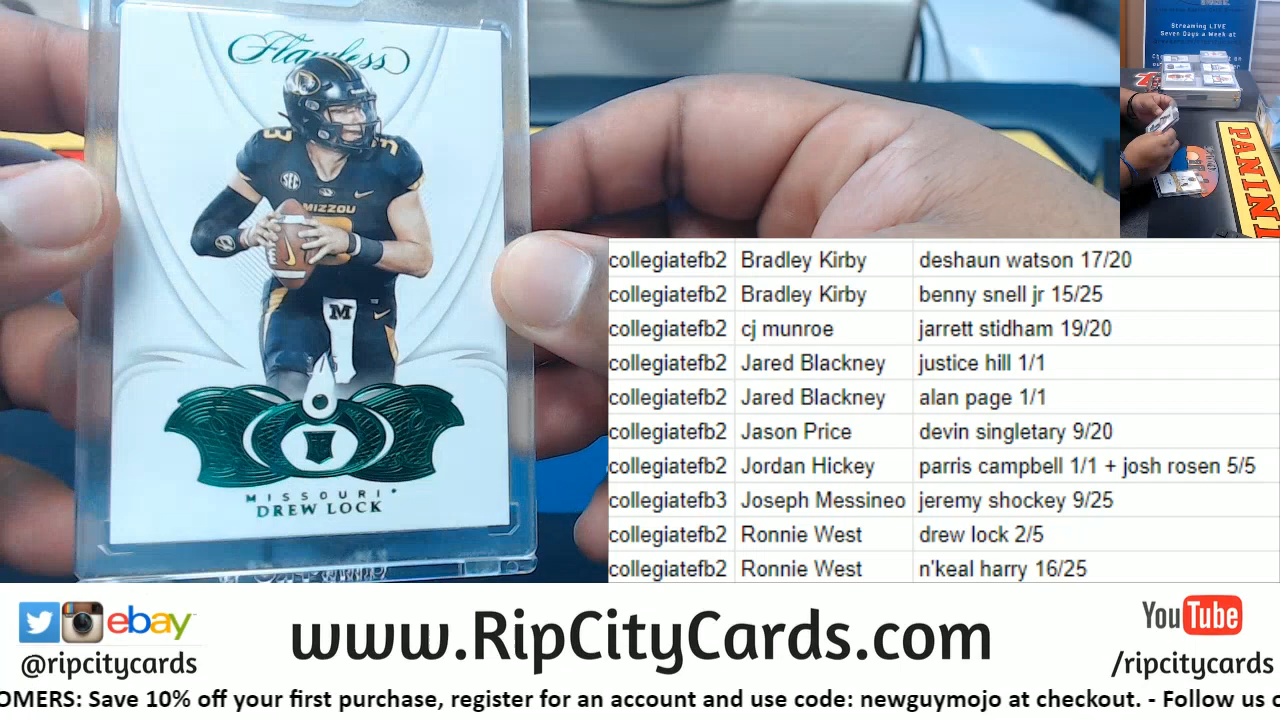 Flawless
33
SEC
MIZZOU
M
MISSOURI
DREW LOCK
Streaming LIVE
Seven Days a Week at
PANINI
collegiatefb2 Bradley Kirby deshaun watson 17/20
collegiatefb2 Bradley Kirby benny snell jr 15/25
collegiatefb2 cj munroe jarrett stidham 19/20
collegiatefb2 Jared Blackney justice hill 1/1
collegiatefb2 Jared Blackney alan page 1/1
collegiatefb2 Jason Price devin singletary 9/20
collegiatefb2 Jordan Hickey parris campbell 1/1 + josh rosen 5/5
collegiatefb3 Joseph Messineo jeremy shockey 9/25
collegiatefb2 Ronnie West drew lock 2/5
collegiatefb2 Ronnie West n'keal harry 16/25
ebay
@ripcitycards
www.RipCityCards.com
YouTube
/ripcitycards
OMERS: Save 10% off your first purchase, register for an account and use code: newguymojo at checkout. - Follow us